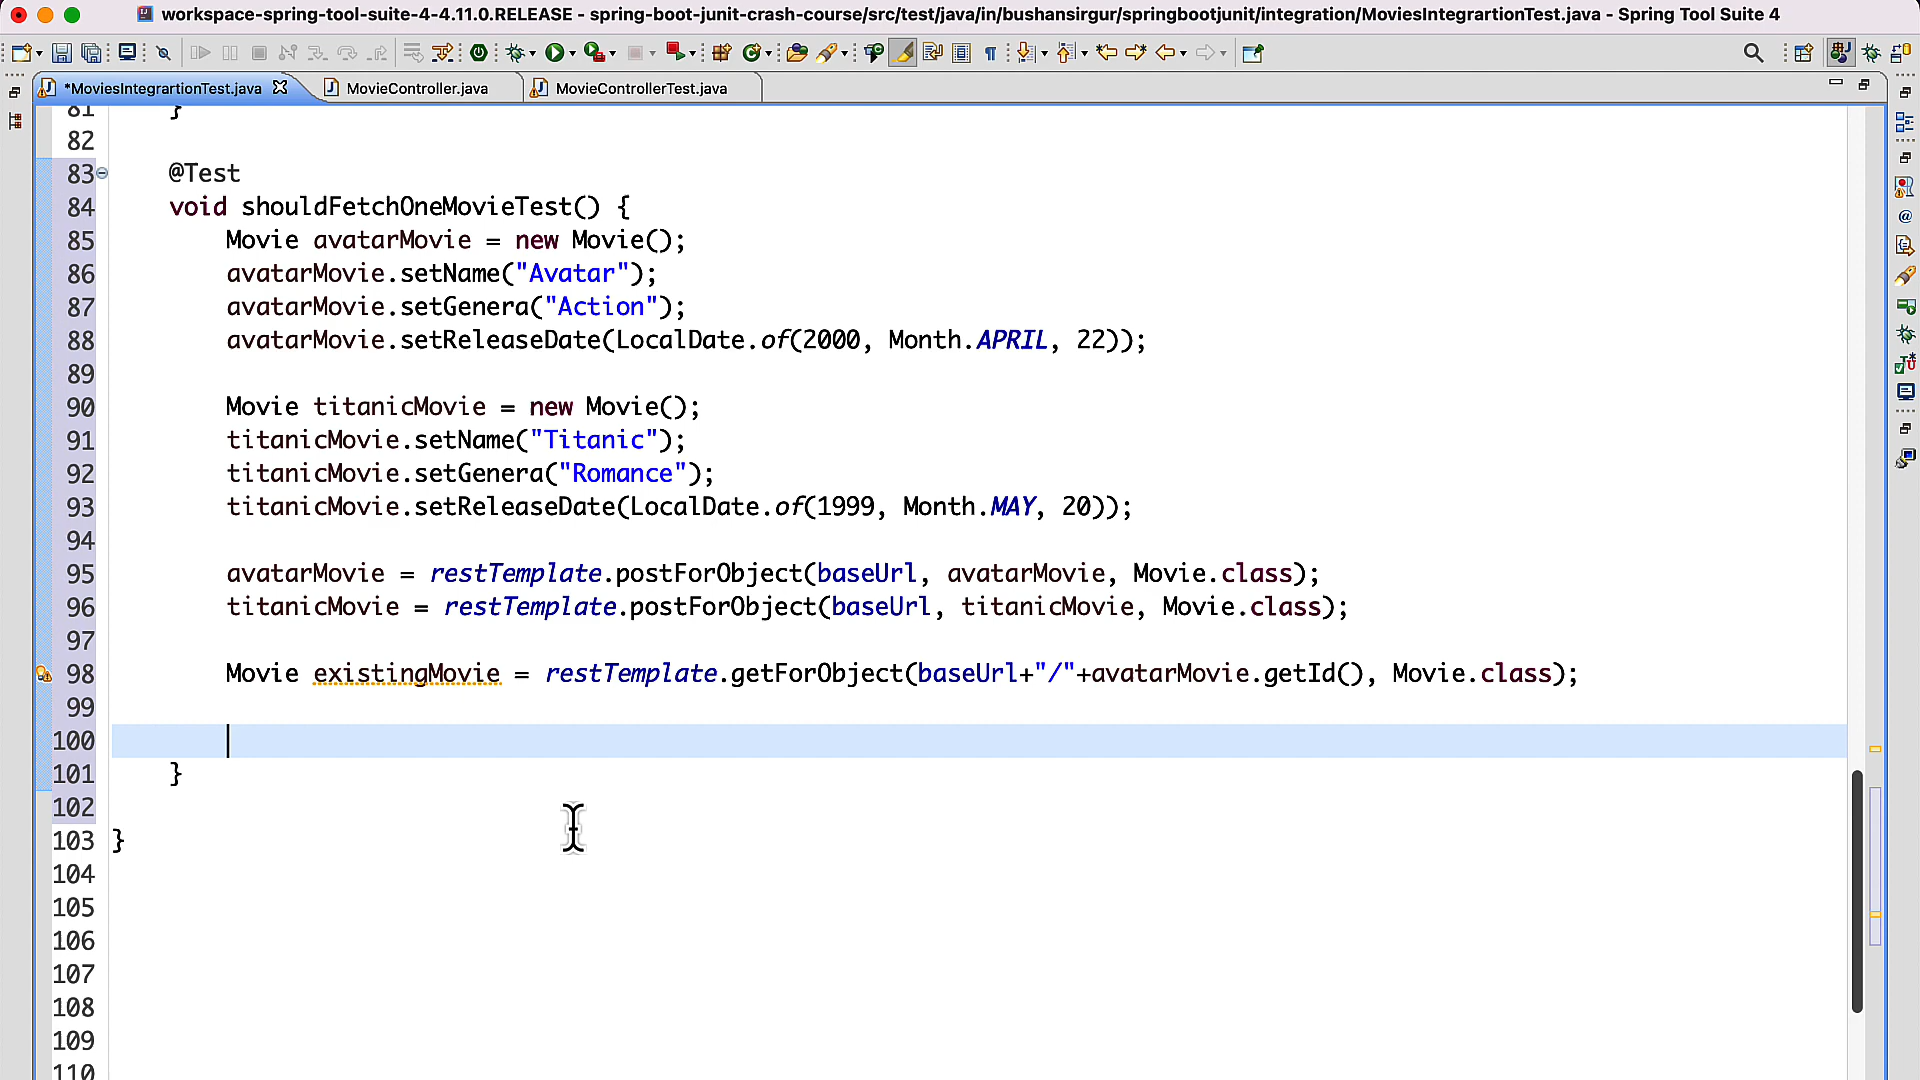 workspace-spring-tool-suite-4-4.11.0.RELEASE - spring-boot-junit-crash-course/src/test/java/in/bushansirgur/springbootjunit/integration/MoviesIntegrartionTest.java - Spring Tool Suite 4
*MoviesIntegrartionTest.java MovieController.java MovieControllerTest.java
81 }
82
83 @Test
84 void shouldFetchOneMovieTest() {
85 Movie avatarMovie = new Movie();
86 avatarMovie.setName("Avatar");
87 avatarMovie.setGenera("Action");
88 avatarMovie.setReleaseDate(LocalDate.of(2000, Month.APRIL, 22));
89
90 Movie titanicMovie = new Movie();
91 titanicMovie.setName("Titanic");
92 titanicMovie.setGenera("Romance");
93 titanicMovie.setReleaseDate(LocalDate.of(1999, Month.MAY, 20));
94
95 avatarMovie = restTemplate.postForObject(baseUrl, avatarMovie, Movie.class);
96 titanicMovie = restTemplate.postForObject(baseUrl, titanicMovie, Movie.class);
97
98 Movie existingMovie = restTemplate.getForObject(baseUrl+"/"+avatarMovie.getId(), Movie.class);
99
100
101 }
102
103 }
104
105
106
107
108
109
110